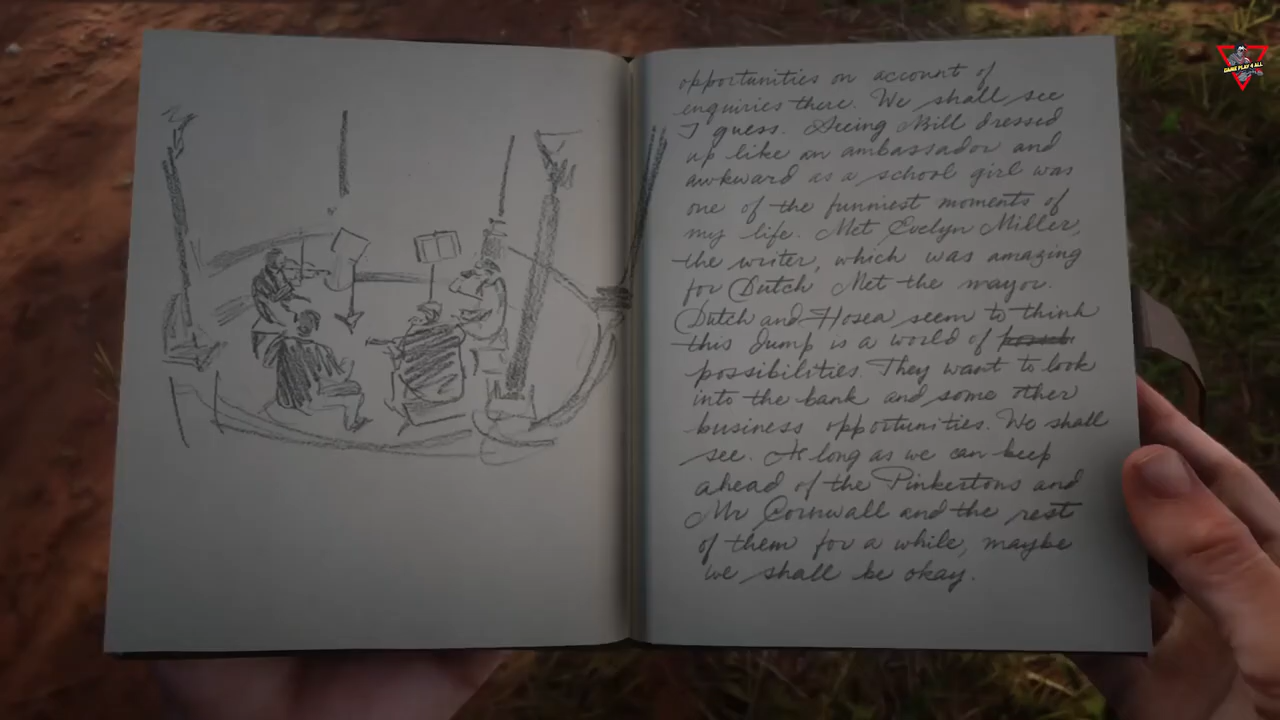 opportunities on account of
enquiries there. We shall see
I guess. Seeing Bill dressed
up like an ambassador and
awkward as a school girl was
one of the funniest moments of
my life. Met Evelyn Miller,
the writer, which was amazing
for Dutch Met the mayor.
Dutch and Hosea seem to think
this dump is a world of
possibilities. They want to look
into the bank and some other
business opportunities. We shall
see. As long as we can keep
ahead of the Pinkertons and
Mr Cornwall and the rest
of them for a while, maybe
we shall be okay.
GAME PLAY 4 ALL